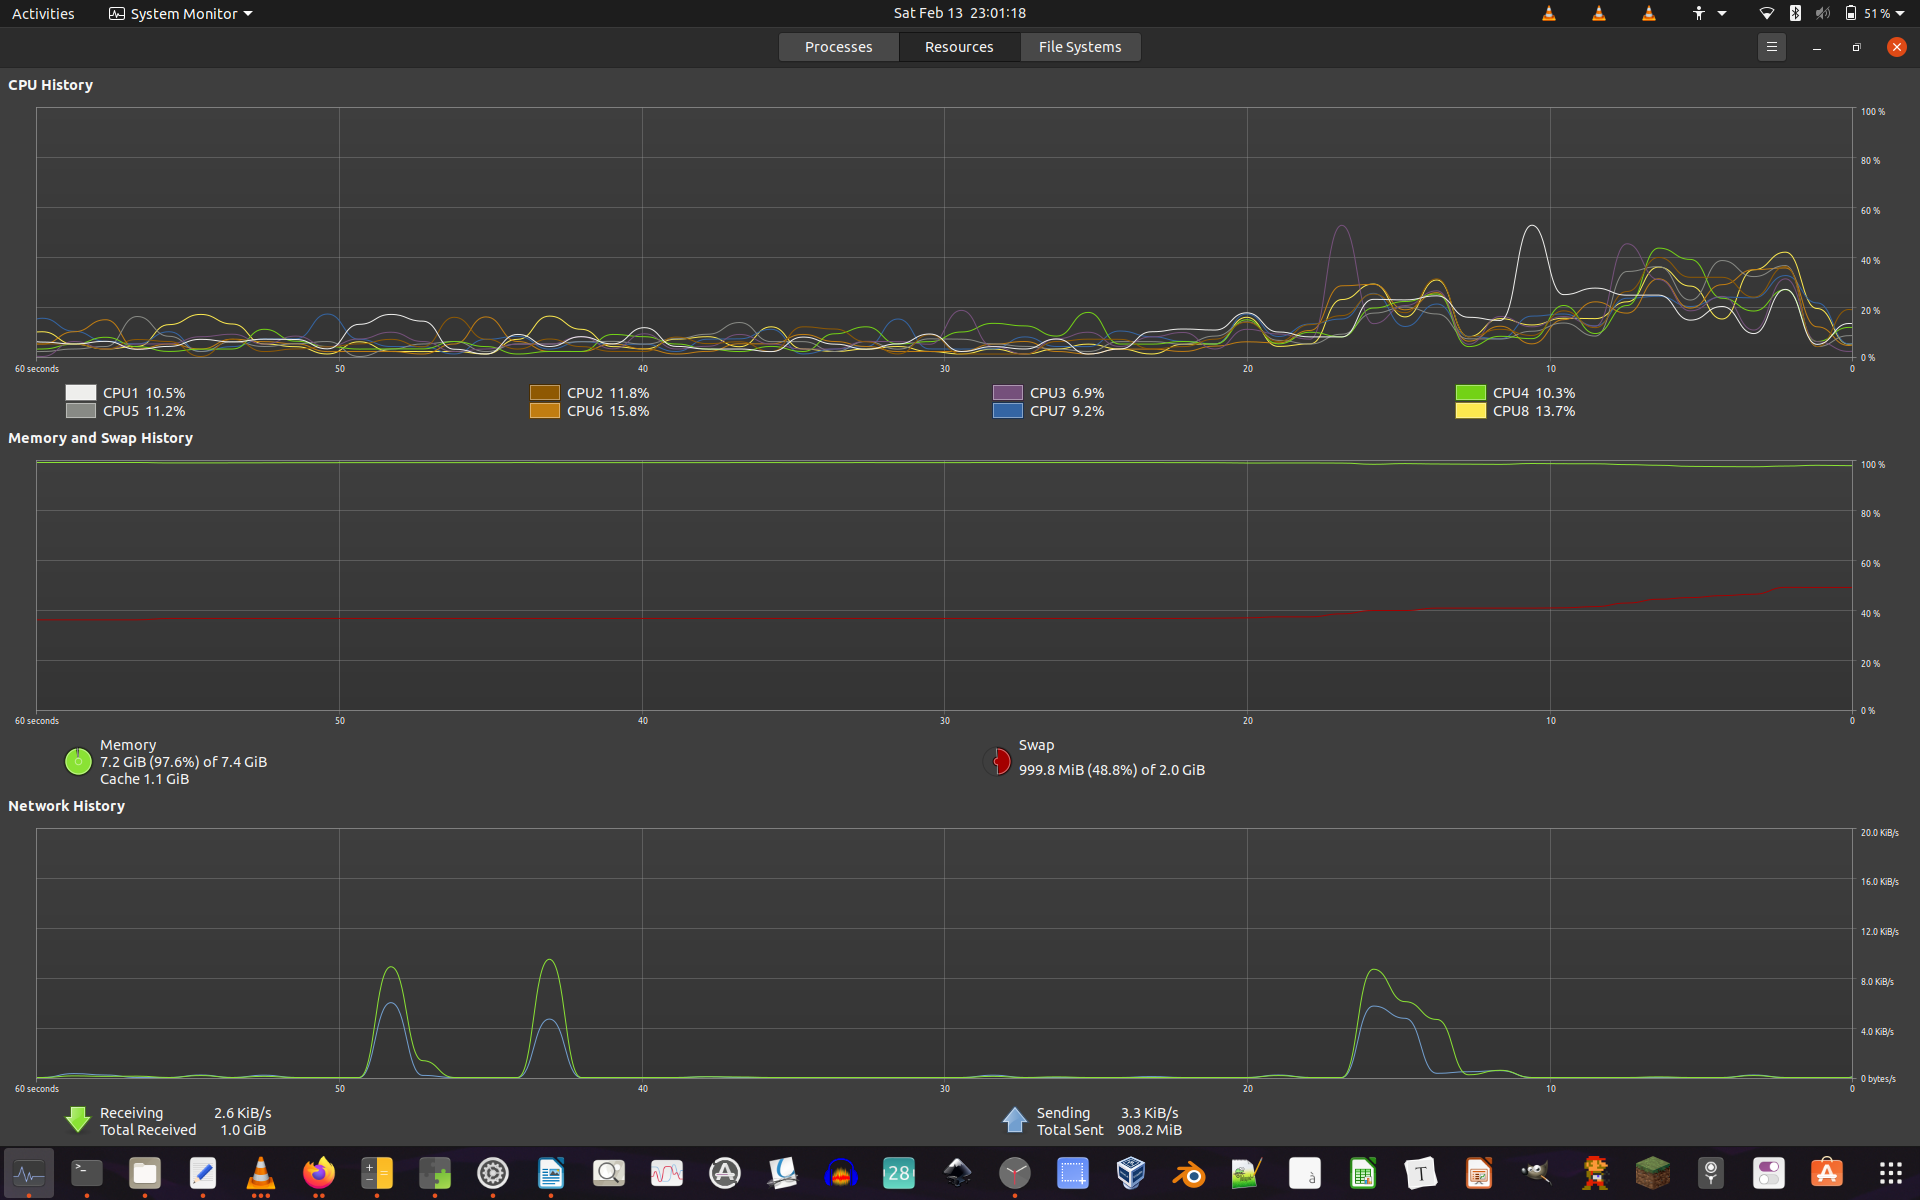 Activities System Monitor Sat Feb 13 23:01:18 51 %
Processes Resources File Systems
CPU History
100 %
80 %
60 %
40 %
20 %
0 %
60 seconds 50 40 30 20 10 0
CPU1 10.5% CPU2 11.8% CPU3 6.9% CPU4 10.3%
CPU5 11.2% CPU6 15.8% CPU7 9.2% CPU8 13.7%
Memory and Swap History
100 %
80 %
60 %
40 %
20 %
0 %
60 seconds 50 40 30 20 10 0
Memory
7.2 GiB (97.6%) of 7.4 GiB
Cache 1.1 GiB
Swap
999.8 MiB (48.8%) of 2.0 GiB
Network History
20.0 KiB/s
16.0 KiB/s
12.0 KiB/s
8.0 KiB/s
4.0 KiB/s
0 bytes/s
60 seconds 50 40 30 20 10 0
Receiving 2.6 KiB/s
Total Received 1.0 GiB
Sending 3.3 KiB/s
Total Sent 908.2 MiB
28
à
T